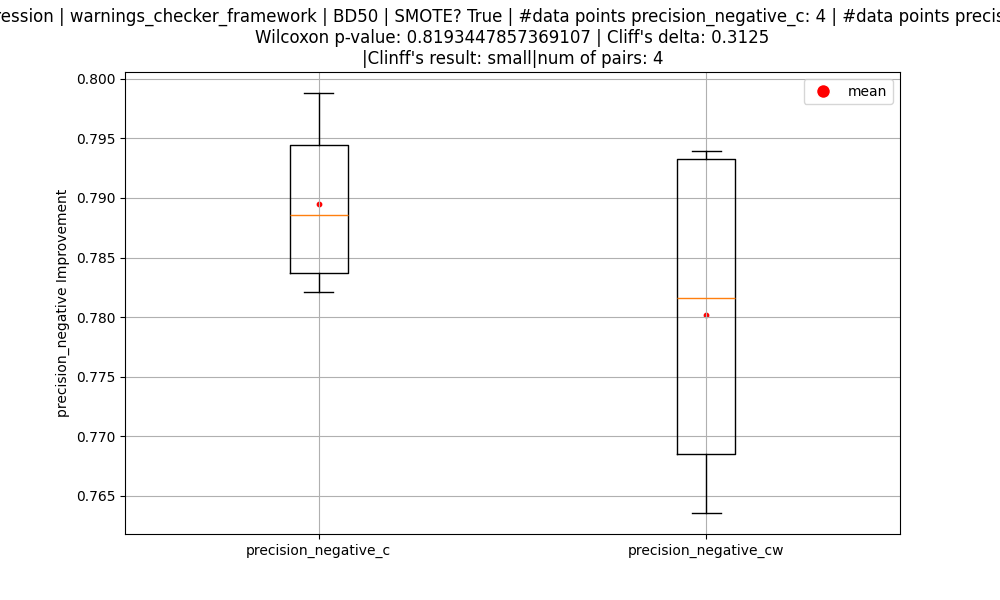 ression | warnings_checker_framework | BD50 | SMOTE? True | #data points precision_negative_c: 4 | #data points precis
Wilcoxon p-value: 0.8193447857369107 | Cliff's delta: 0.3125
|Clinff's result: small|num of pairs: 4
mean
0.800
0.795
0.790
0.785
0.780
0.775
0.770
0.765
precision_negative Improvement
precision_negative_c
precision_negative_cw